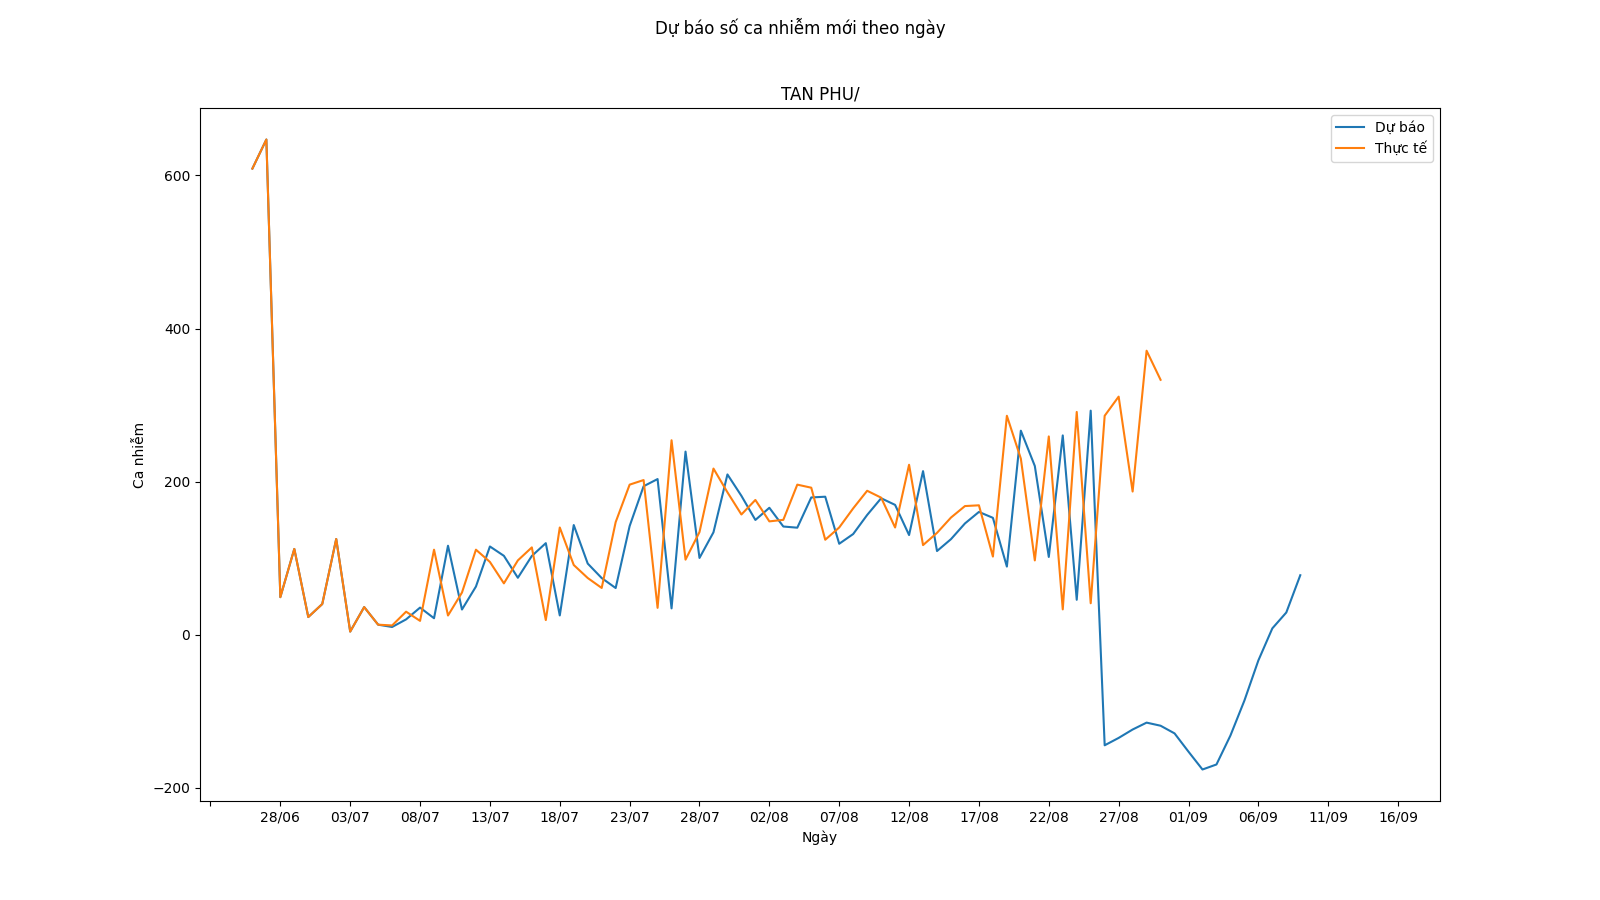 Dự báo số ca nhiễm mới theo ngày
TAN PHU/
Dự báo
Thực tế
600
400
200
0
−200
Ca nhiễm
28/06 03/07 08/07 13/07 18/07 23/07 28/07 02/08 07/08 12/08 17/08 22/08 27/08 01/09 06/09 11/09 16/09
Ngày